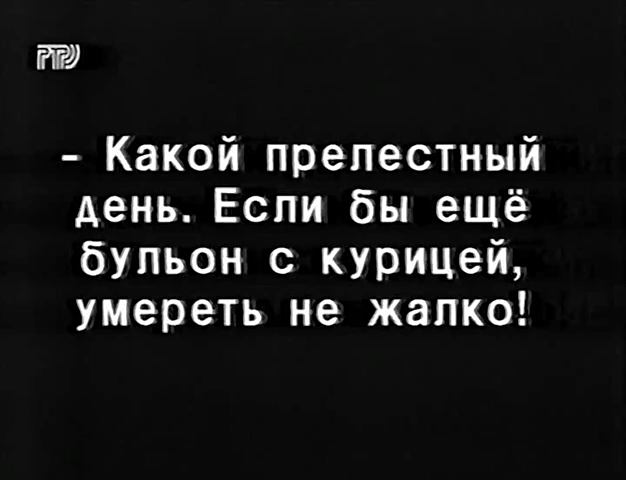 РТР
- Какой прелестный
день. Если бы ещё
бульон с курицей,
умереть не жалко!